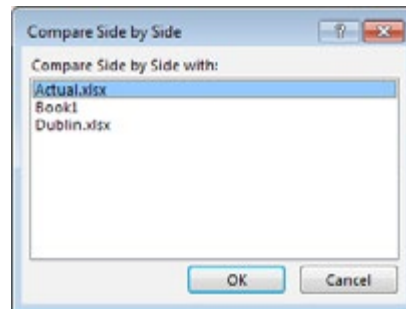 Compare Side by Side
Compare Side by Side with:
Actual.xlsx
Book1
Dublin.xlsx
OK
Cancel